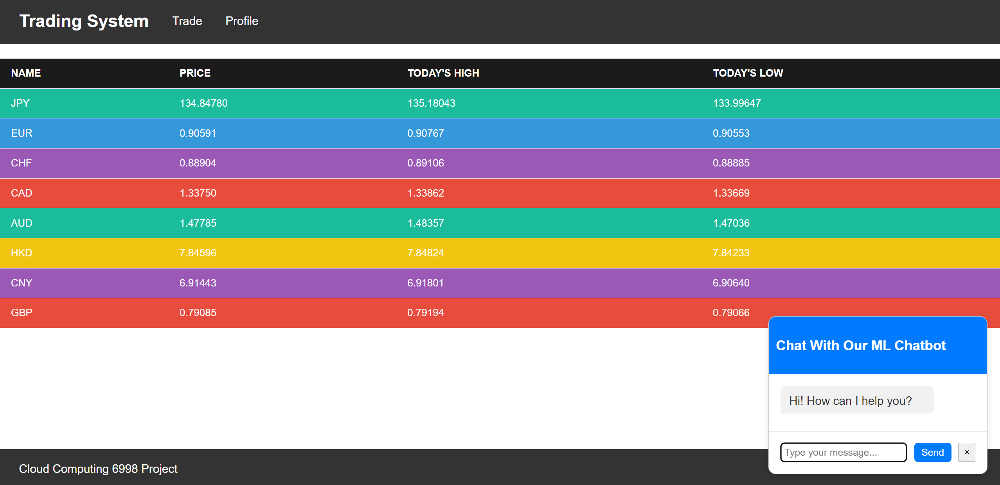 Trading System Trade Profile
NAME PRICE TODAY'S HIGH TODAY'S LOW
JPY 134.84780 135.18043 133.99647
EUR 0.90591 0.90767 0.90553
CHF 0.88904 0.89106 0.88885
CAD 1.33750 1.33862 1.33669
AUD 1.47785 1.48357 1.47036
HKD 7.84596 7.84824 7.84233
CNY 6.91443 6.91801 6.90640
GBP 0.79085 0.79194 0.79066
Chat With Our ML Chatbot
Hi! How can I help you?
Type your message... Send ×
Cloud Computing 6998 Project